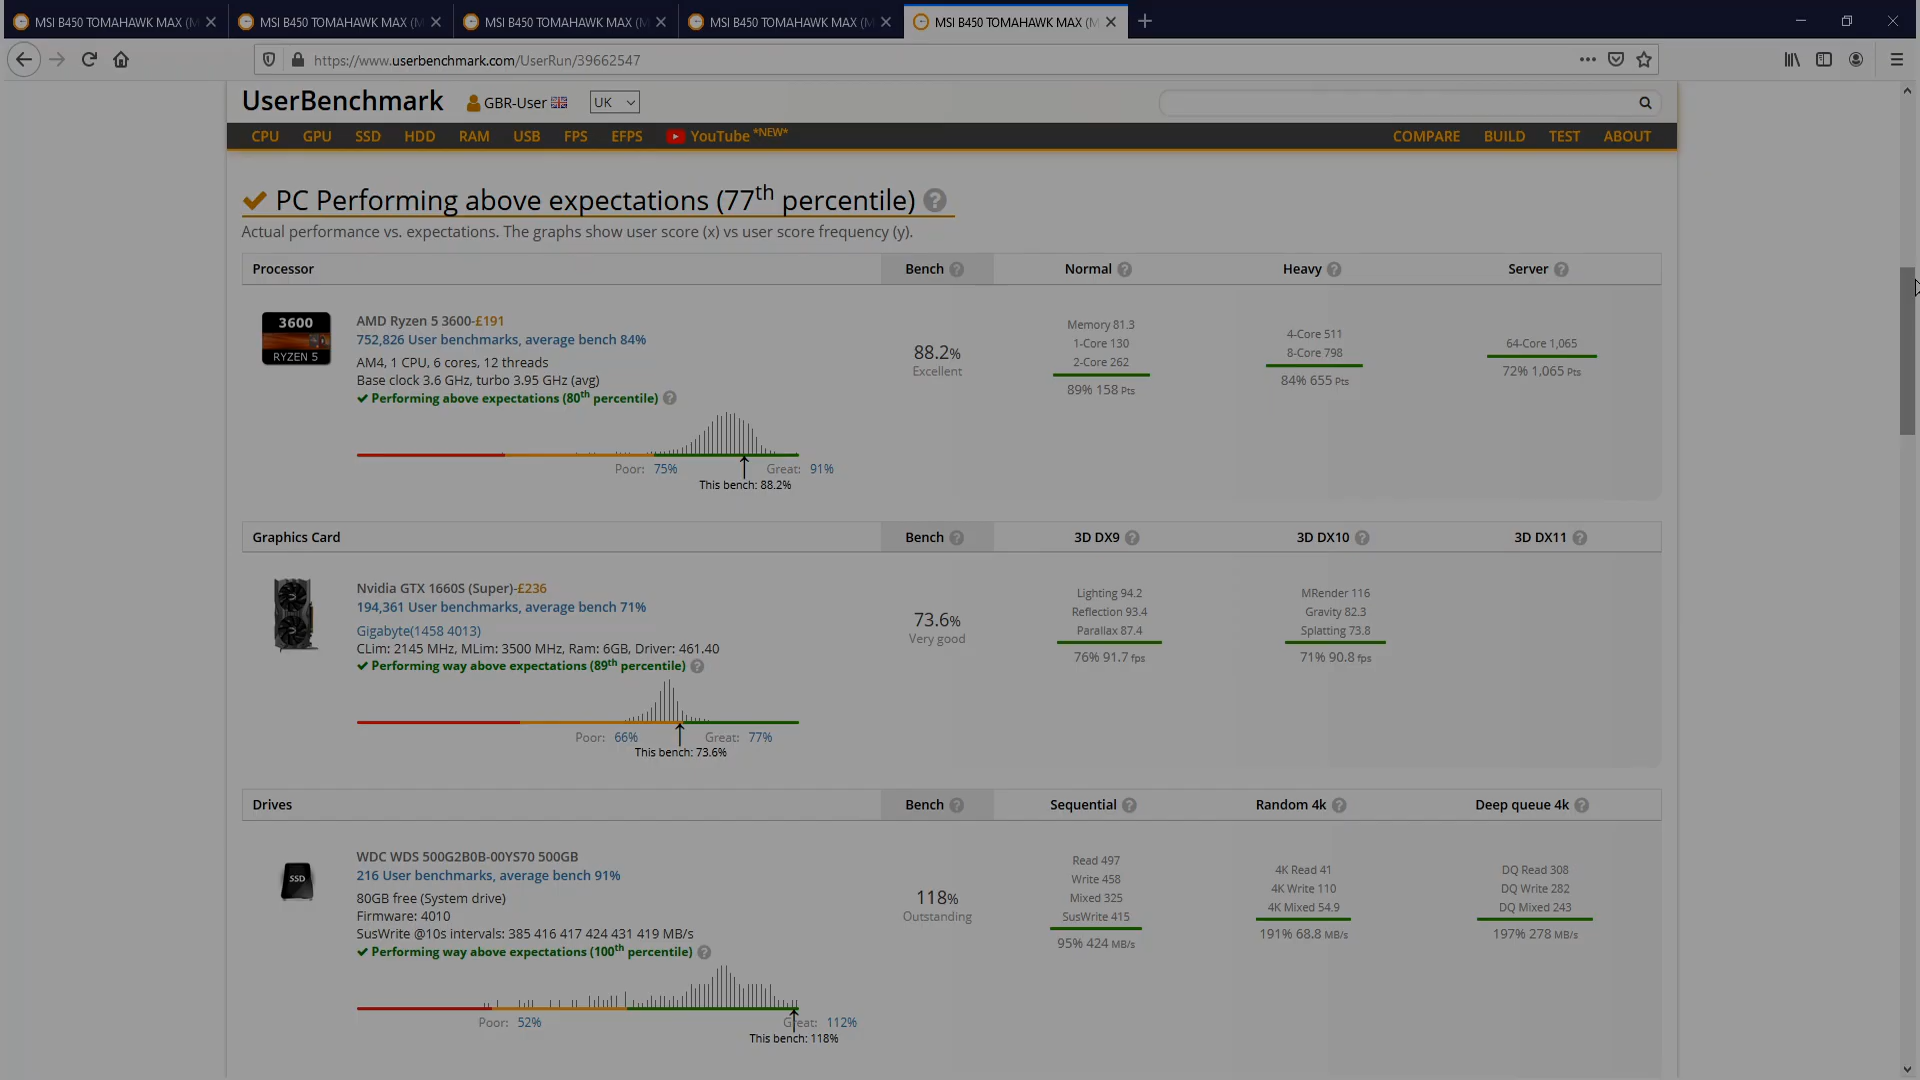 MSI B450 TOMAHAWK MAX (M
MSI B450 TOMAHAWK MAX (M
MSI B450 TOMAHAWK MAX (M
MSI B450 TOMAHAWK MAX (M
MSI B450 TOMAHAWK MAX (M
https://www.userbenchmark.com/UserRun/39662547
UserBenchmark GBR-User UK
CPU GPU SSD HDD RAM USB FPS EFPS YouTube *NEW* COMPARE BUILD TEST ABOUT
PC Performing above expectations (77th percentile) ?
Actual performance vs. expectations. The graphs show user score (x) vs user score frequency (y).
Processor Bench ? Normal ? Heavy ? Server ?
3600
RYZEN 5
AMD Ryzen 5 3600-£191
752,826 User benchmarks, average bench 84%
AM4, 1 CPU, 6 cores, 12 threads
Base clock 3.6 GHz, turbo 3.95 GHz (avg)
Performing above expectations (80th percentile) ?
Poor: 75% Great: 91%
This bench: 88.2%
88.2%
Excellent
Memory 81.3
1-Core 130
2-Core 262
89% 158 Pts
4-Core 511
8-Core 798
84% 655 Pts
64-Core 1,065
72% 1,065 Pts
Graphics Card Bench ? 3D DX9 ? 3D DX10 ? 3D DX11 ?
Nvidia GTX 1660S (Super)-£236
194,361 User benchmarks, average bench 71%
Gigabyte(1458 4013)
CLim: 2145 MHz, MLim: 3500 MHz, Ram: 6GB, Driver: 461.40
Performing way above expectations (89th percentile) ?
Poor: 66% Great: 77%
This bench: 73.6%
73.6%
Very good
Lighting 94.2
Reflection 93.4
Parallax 87.4
76% 91.7 fps
MRender 116
Gravity 82.3
Splatting 73.8
71% 90.8 fps
Drives Bench ? Sequential ? Random 4k ? Deep queue 4k ?
SSD
WDC WDS 500G2B0B-00YS70 500GB
216 User benchmarks, average bench 91%
80GB free (System drive)
Firmware: 4010
SusWrite @10s intervals: 385 416 417 424 431 419 MB/s
Performing way above expectations (100th percentile) ?
Poor: 52% Great: 112%
This bench: 118%
118%
Outstanding
Read 497
Write 458
Mixed 325
SusWrite 415
95% 424 MB/s
4K Read 41
4K Write 110
4K Mixed 54.9
191% 68.8 MB/s
DQ Read 308
DQ Write 282
DQ Mixed 243
197% 278 MB/s